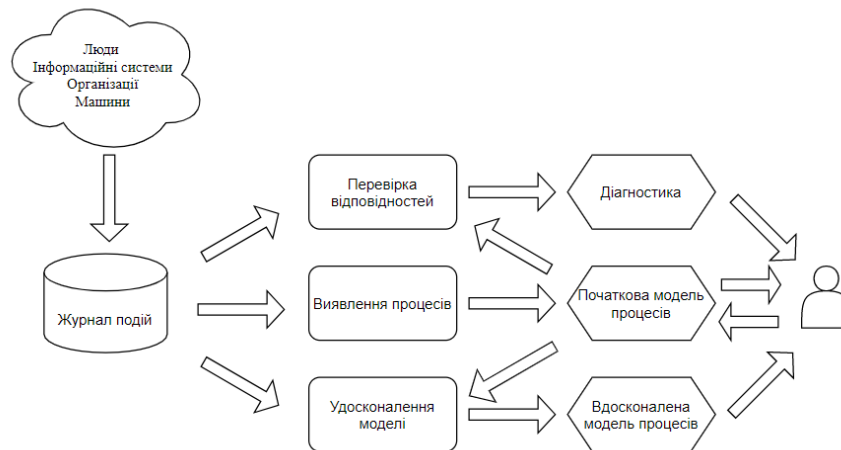 Люди
Інформаційні системи
Організації
Машини
Перевірка
відповідностей
Діагностика
Журнал подій
Виявлення процесів
Початкова модель
процесів
Удосконалення
моделі
Вдосконалена
модель процесів